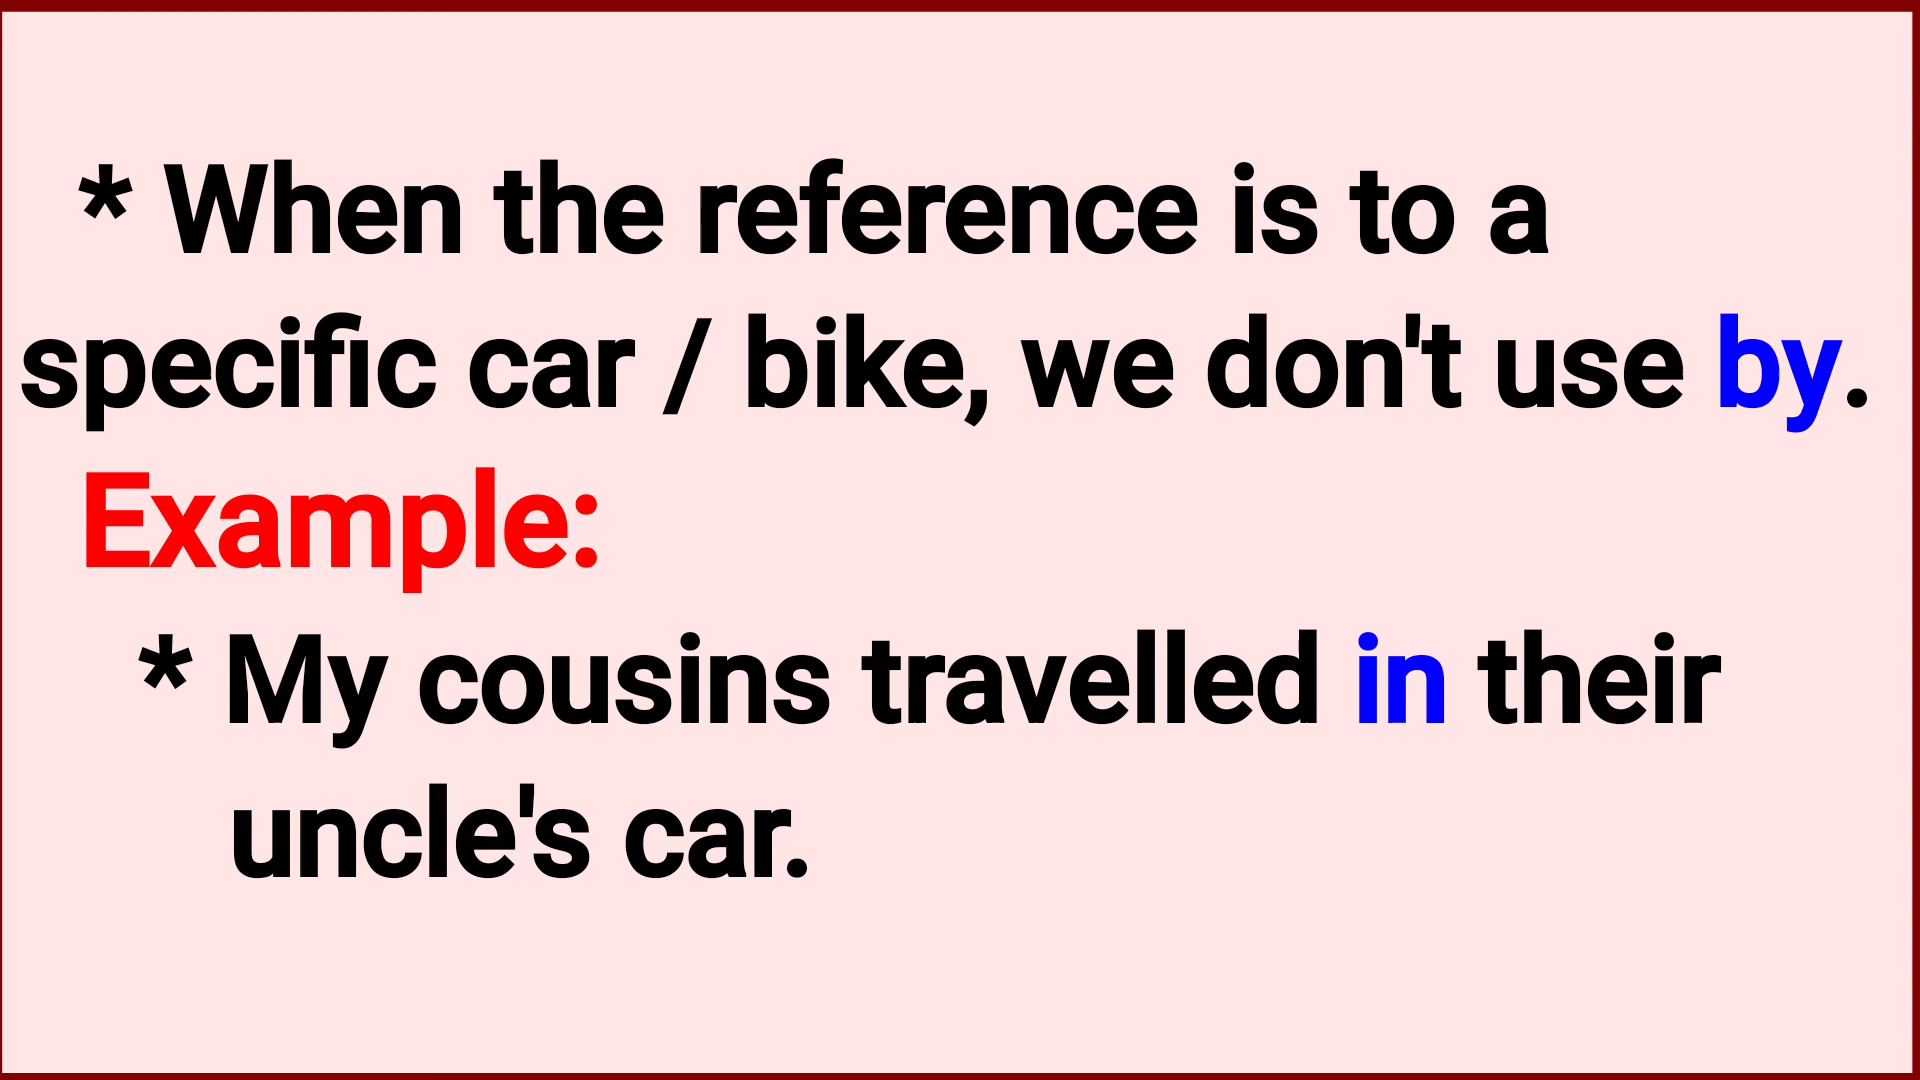 * When the reference is to a
specific car / bike, we don't use by.
Example:
* My cousins travelled in their
uncle's car.